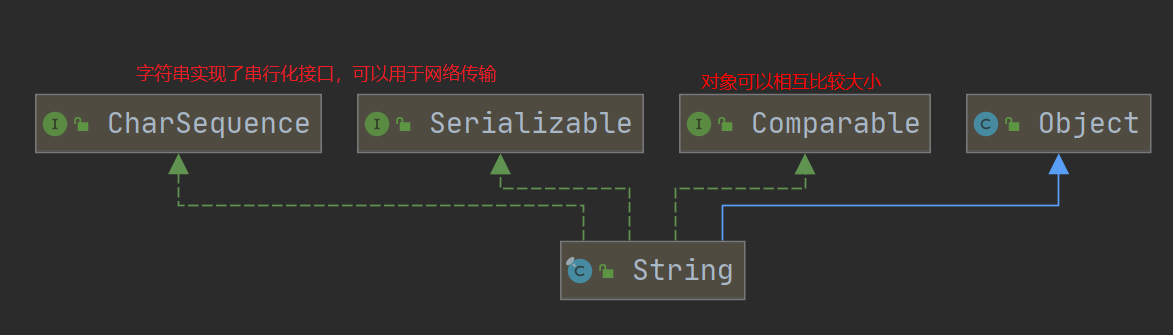 字符串实现了串行化接口，可以用于网络传输
对象可以相互比较大小
I CharSequence
I Serializable
I Comparable
C Object
C String